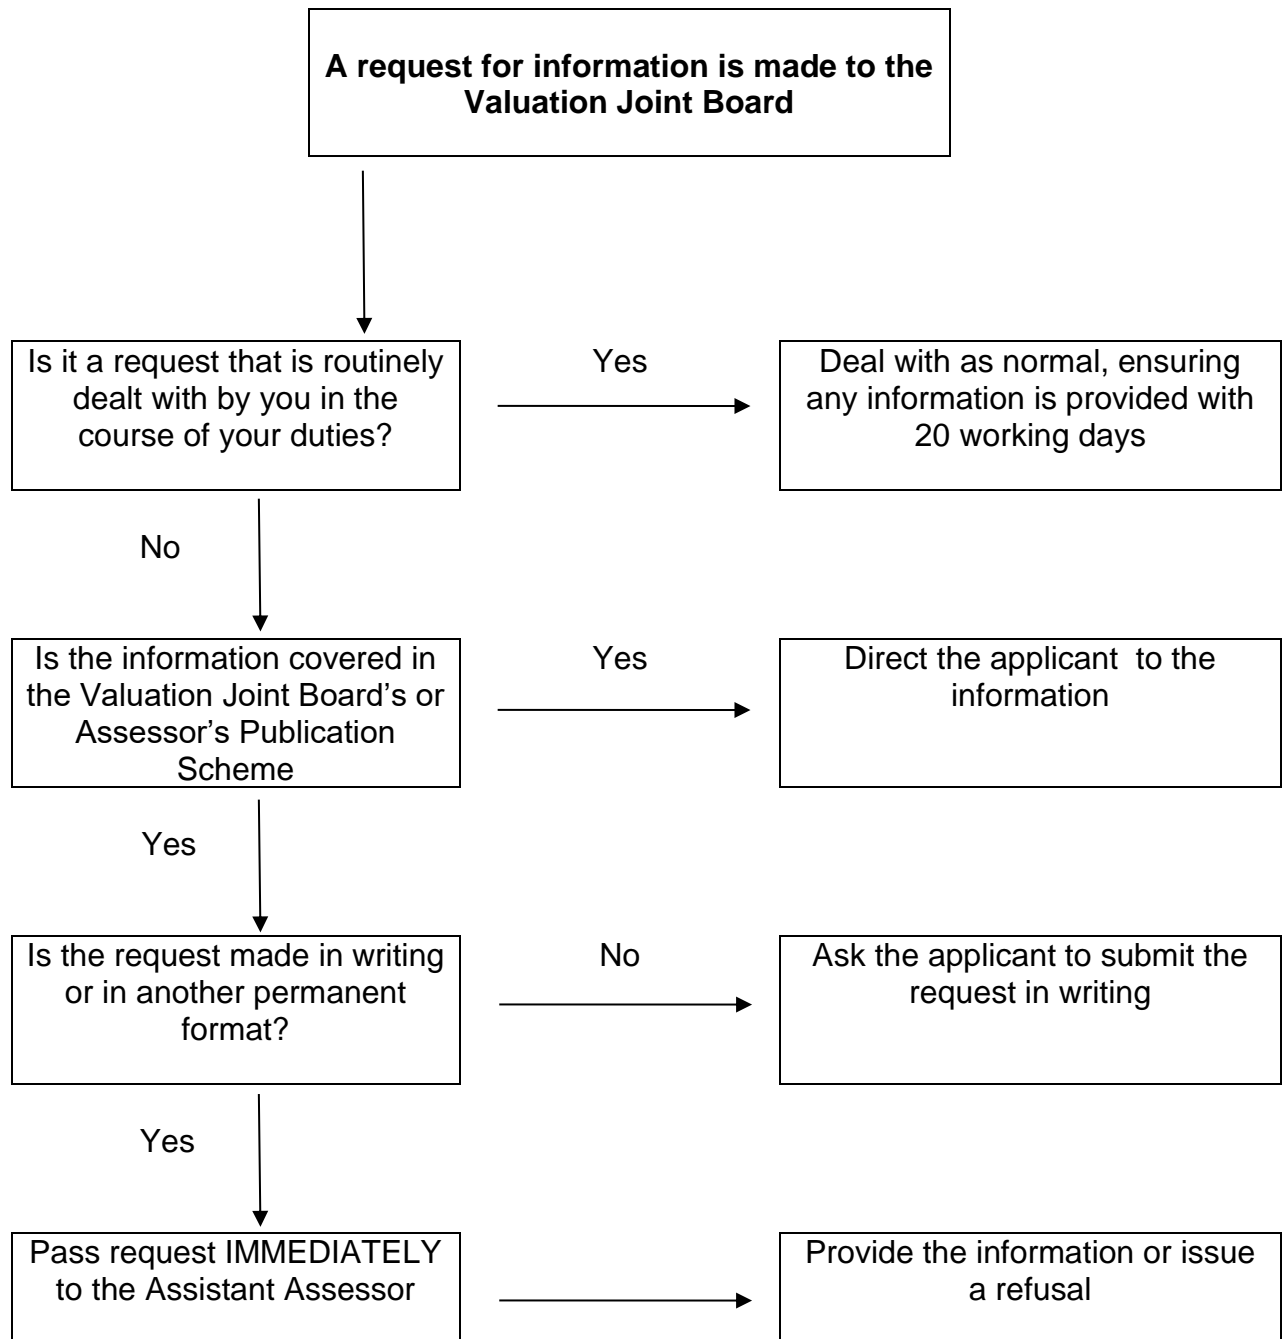 A request for information is made to the
Valuation Joint Board
Is it a request that is routinely
dealt with by you in the
course of your duties?
Yes
Deal with as normal, ensuring
any information is provided with
20 working days
No
Is the information covered in
the Valuation Joint Board’s or
Assessor’s Publication
Scheme
Yes
Direct the applicant  to the
information
Yes
Is the request made in writing
or in another permanent
format?
No
Ask the applicant to submit the
request in writing
Yes
Pass request IMMEDIATELY
to the Assistant Assessor
Provide the information or issue
a refusal